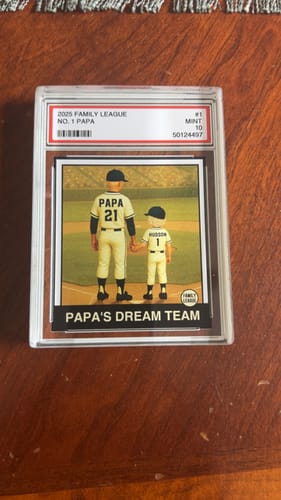 2025 FAMILY LEAGUE #1
NO. 1 PAPA MINT
10
50124497
PAPA
21
HUDSON
1
FAMILY
LEAGUE
PAPA'S DREAM TEAM